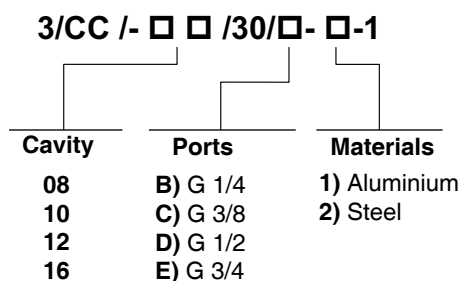 3/CC /- □ □ /30/□- □-1
Cavity Ports Materials
08 B) G 1/4 1) Aluminium
10 C) G 3/8 2) Steel
12 D) G 1/2
16 E) G 3/4